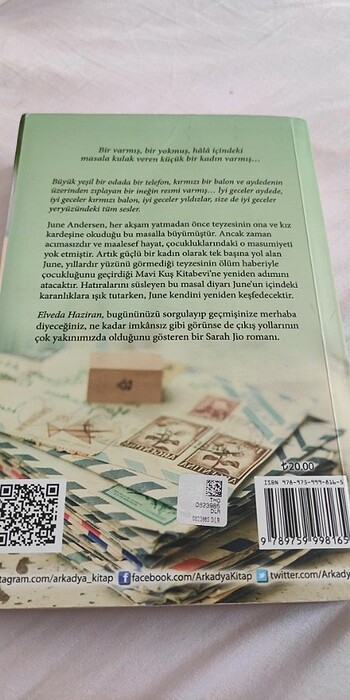 Bir varmış, bir yokmuş, hâlâ içindeki
masala kulak veren küçük bir kadın varmış...
Büyük yeşil bir odada bir telefon, kırmızı bir balon ve aydedenin
üzerinden zıplayan bir ineğin resmi varmış... İyi geceler aydede,
iyi geceler kırmızı balon, iyi geceler yıldızlar, size de iyi geceler
yeryüzündeki tüm sesler.
June Andersen, her akşam yatmadan önce teyzesinin ona ve kız
kardeşine okuduğu bu masalla büyümüştür. Ancak zaman
acımasızdır ve maalesef hayat, çocukluklarındaki o masumiyeti
yok etmiştir. Artık güçlü bir kadın olarak tek başına yol alan
June, yıllardır yüzünü görmediği teyzesinin ölüm haberiyle
çocukluğunu geçirdiği Mavi Kuş Kitabevi'ne yeniden adımını
atacaktır. Hatıralarını süsleyen bu masal diyarı June'un içindeki
karanlıklara ışık tutarken, June kendini yeniden keşfedecektir.
Elveda Haziran, bugününüzü sorgulayıp geçmişinize merhaba
diyeceğiniz, ne kadar imkânsız gibi görünse de çıkış yollarının
çok yakınımızda olduğunu gösteren bir Sarah Jio romanı.
₺20.00
ISBN 978-975-999-816-5
9 789759 998165
THO
0623985
DLR
0623985 DLR
tagram.com/arkadya_kitap
facebook.com/ArkadyaKitap
twitter.com/Arkady